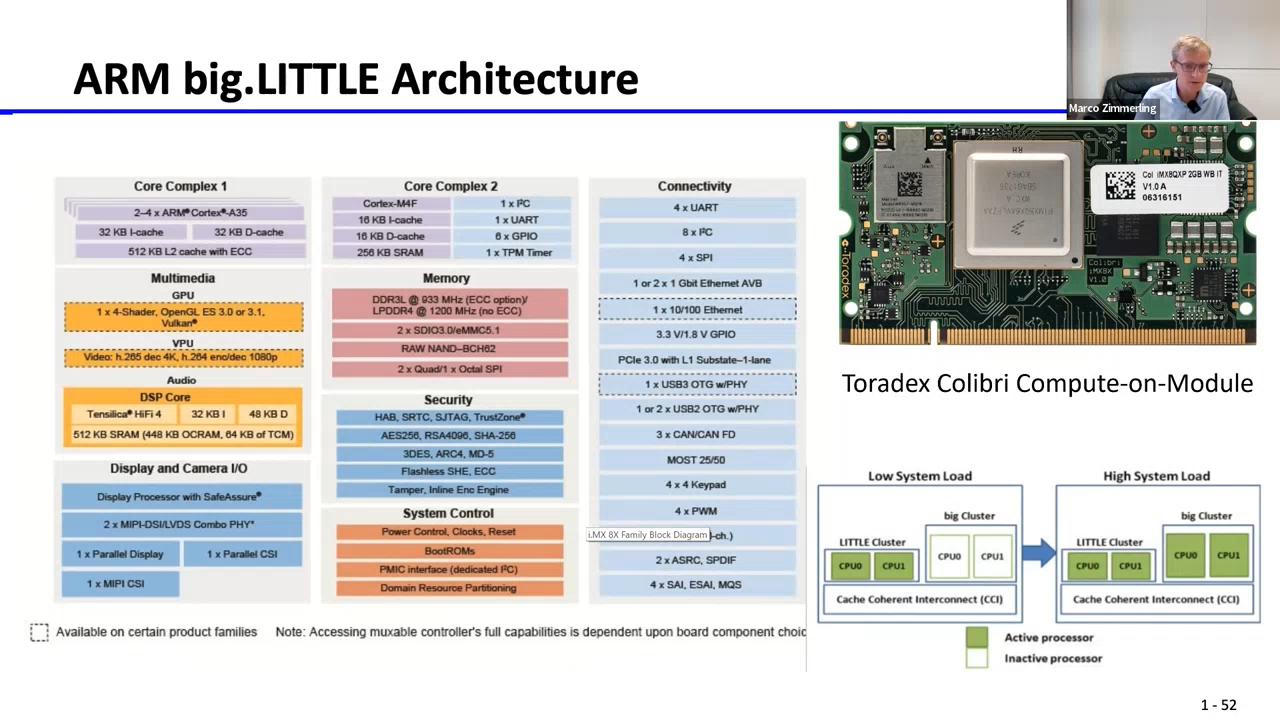 ARM big.LITTLE Architecture
Marco Zimmerling
Core Complex 1
2–4 x ARM® Cortex®-A35
32 KB I-cache
32 KB D-cache
512 KB L2 cache with ECC
Multimedia
GPU
1 x 4-Shader, OpenGL ES 3.0 or 3.1,
Vulkan®
VPU
Video: h.265 dec 4K, h.264 enc/dec 1080p
Audio
DSP Core
Tensilica® HiFi 4
32 KB I
48 KB D
512 KB SRAM (448 KB OCRAM, 64 KB of TCM)
Display and Camera I/O
Display Processor with SafeAssure®
2 x MIPI-DSI/LVDS Combo PHY*
1 x Parallel Display
1 x Parallel CSI
1 x MIPI CSI
Core Complex 2
Cortex-M4F
1 x I²C
16 KB I-cache
1 x UART
16 KB D-cache
6 x GPIO
256 KB SRAM
1 x TPM Timer
Memory
DDR3L @ 933 MHz (ECC option)/
LPDDR4 @ 1200 MHz (no ECC)
2 x SDIO3.0/eMMC5.1
RAW NAND–BCH62
2 x Quad/1 x Octal SPI
Security
HAB, SRTC, SJTAG, TrustZone®
AES256, RSA4096, SHA-256
3DES, ARC4, MD-5
Flashless SHE, ECC
Tamper, Inline Enc Engine
System Control
Power Control, Clocks, Reset
BootROMs
PMIC interface (dedicated I²C)
Domain Resource Partitioning
Connectivity
4 x UART
8 x I²C
4 x SPI
1 or 2 x 1 Gbit Ethernet AVB
1 x 10/100 Ethernet
3.3 V/1.8 V GPIO
PCIe 3.0 with L1 Substate–1-lane
1 x USB3 OTG w/PHY
1 or 2 x USB2 OTG w/PHY
3 x CAN/CAN FD
MOST 25/50
4 x 4 Keypad
4 x PWM
i.MX 8X Family Block Diagram
-ch.)
2 x ASRC, SPDIF
4 x SAI, ESAI, MQS
Available on certain product families
Note: Accessing muxable controller's full capabilities is dependent upon board component choic
Col iMX8QXP 2GB WB IT
V1.0 A
06316151
KOREA
Colibri
iMX8X
V1.0
Toradex
Toradex Colibri Compute-on-Module
Low System Load
big Cluster
LITTLE Cluster
CPU0
CPU1
CPU0
CPU1
Cache Coherent Interconnect (CCI)
High System Load
big Cluster
LITTLE Cluster
CPU0
CPU1
CPU0
CPU1
Cache Coherent Interconnect (CCI)
Active processor
Inactive processor
1 - 52